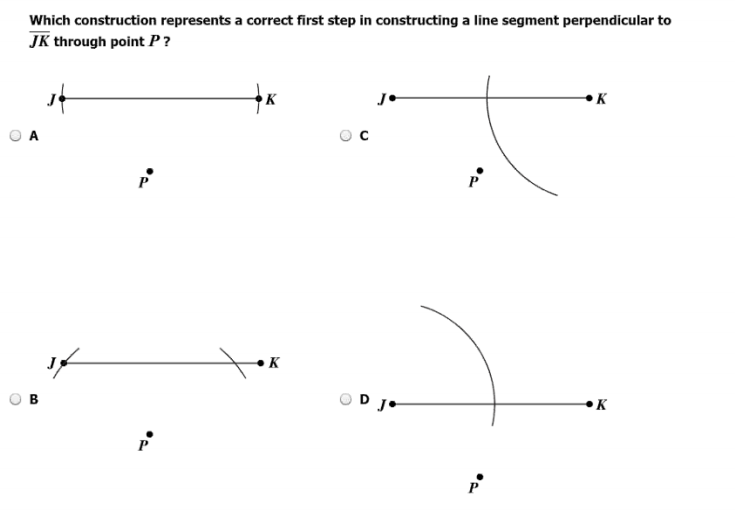 Which construction represents a correct first step in constructing a line segment perpendicular to
JK through point P?
J K
A
P
J K
C
P
J K
B
P
J K
D
P